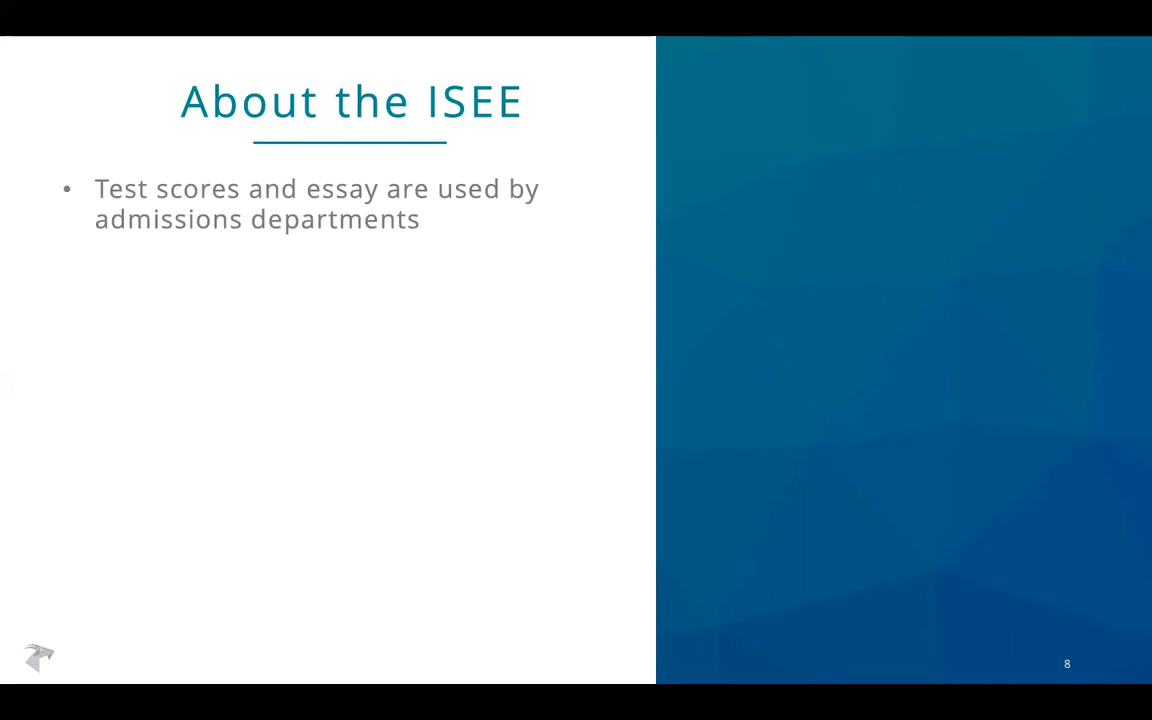 About the ISEE
• Test scores and essay are used by
admissions departments
8